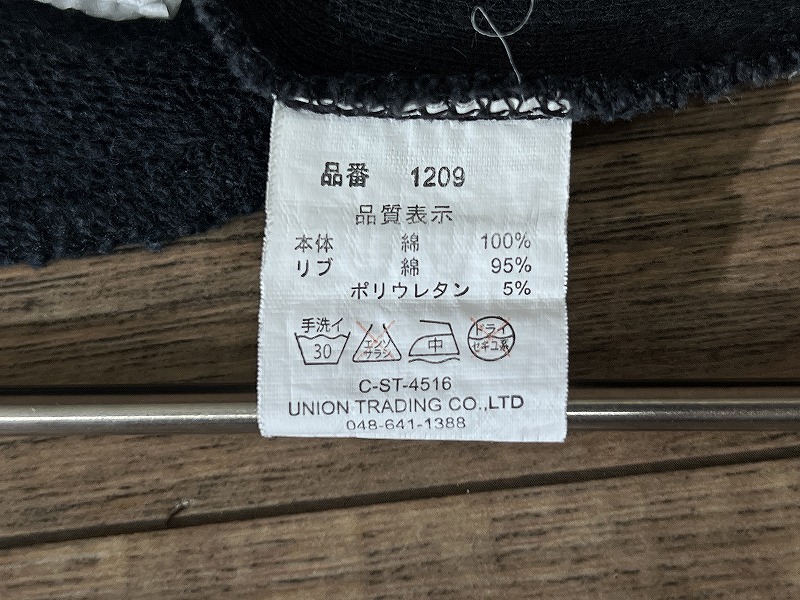 品番 1209
品質表示
本体 綿 100%
リブ 綿 95%
ポリウレタン 5%
手洗イ 30 エンソサラシ 中 ドライ セキユ系
C-ST-4516
UNION TRADING CO.,LTD
048-641-1388